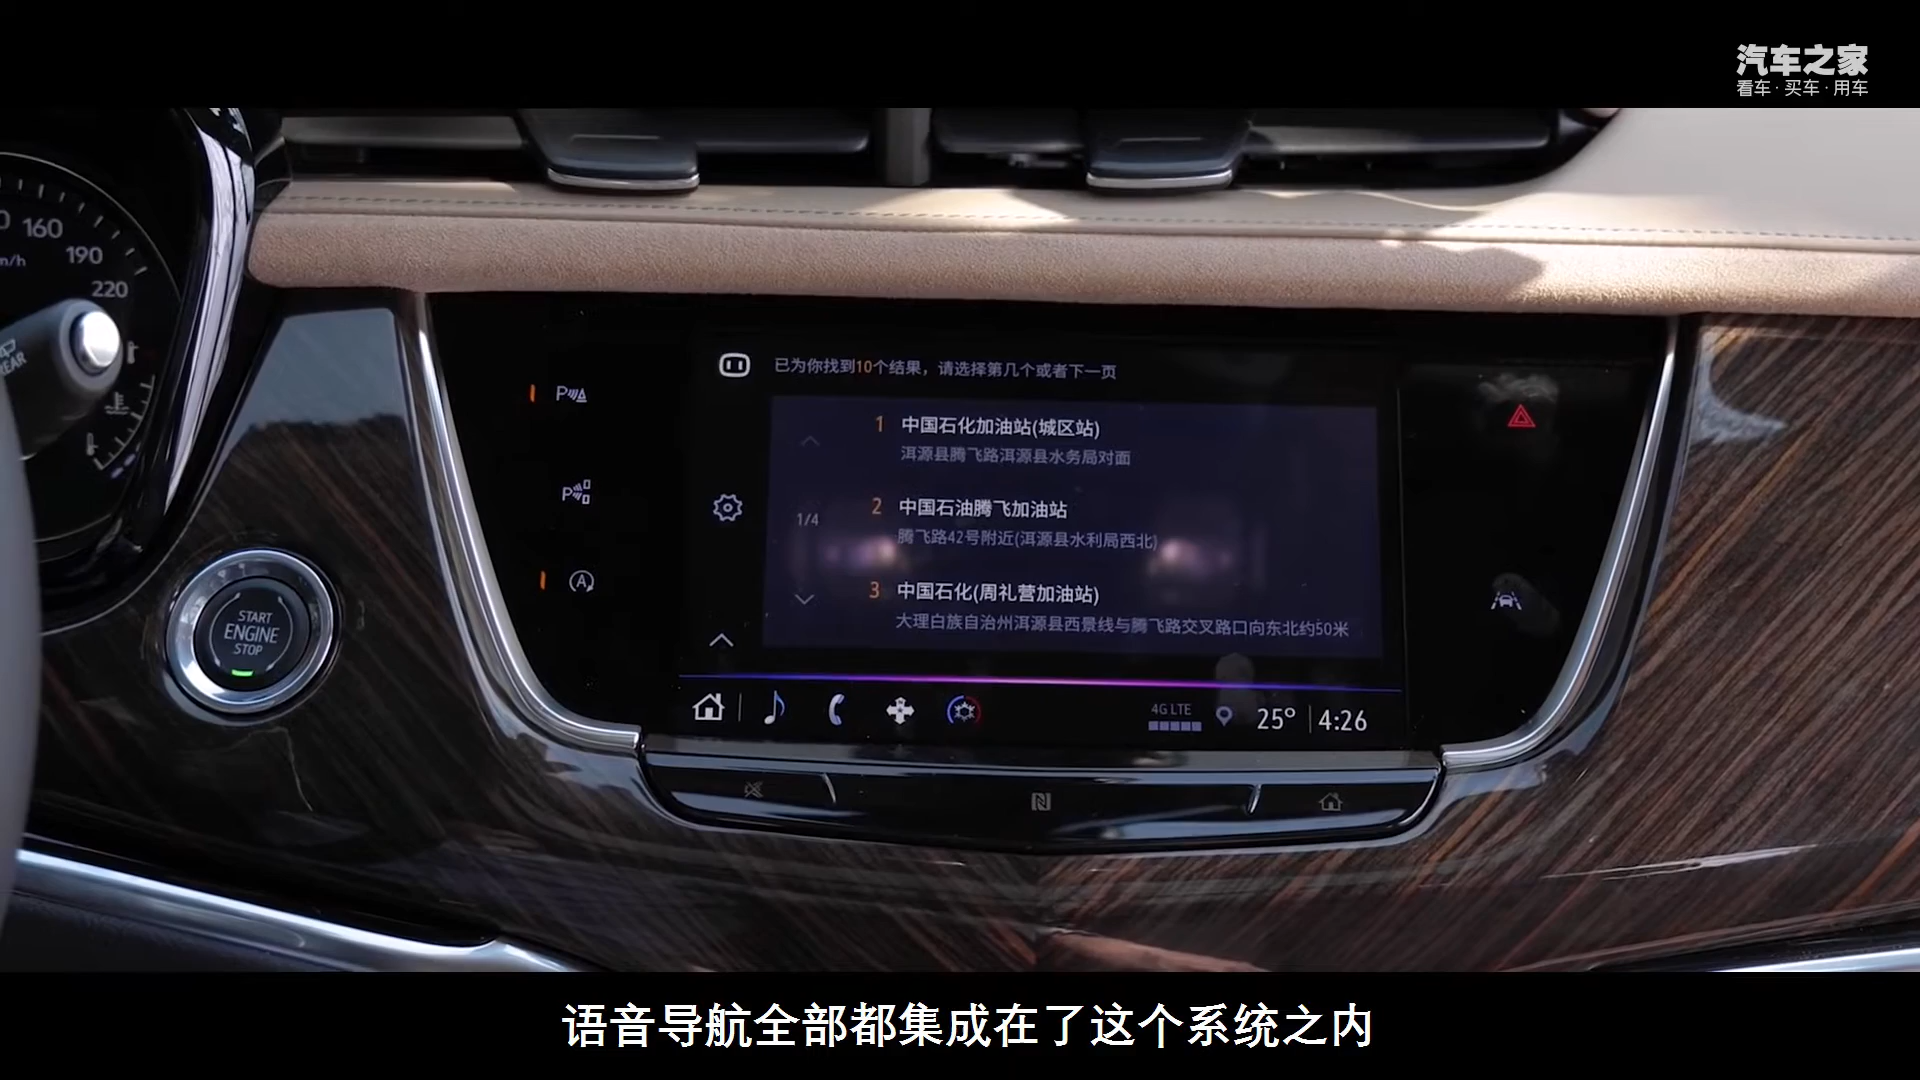 汽车之家
看车·买车·用车
160
190
220
REAR
已为你找到10个结果，请选择第几个或者下一页
1 中国石化加油站(城区站)
洱源县腾飞路洱源县水务局对面
1/4
2 中国石油腾飞加油站
腾飞路42号附近(洱源县水利局西北)
3 中国石化(周礼营加油站)
大理白族自治州洱源县西景线与腾飞路交叉路口向东北约50米
START
ENGINE
STOP
4G LTE
25° 4:26
语音导航全部都集成在了这个系统之内